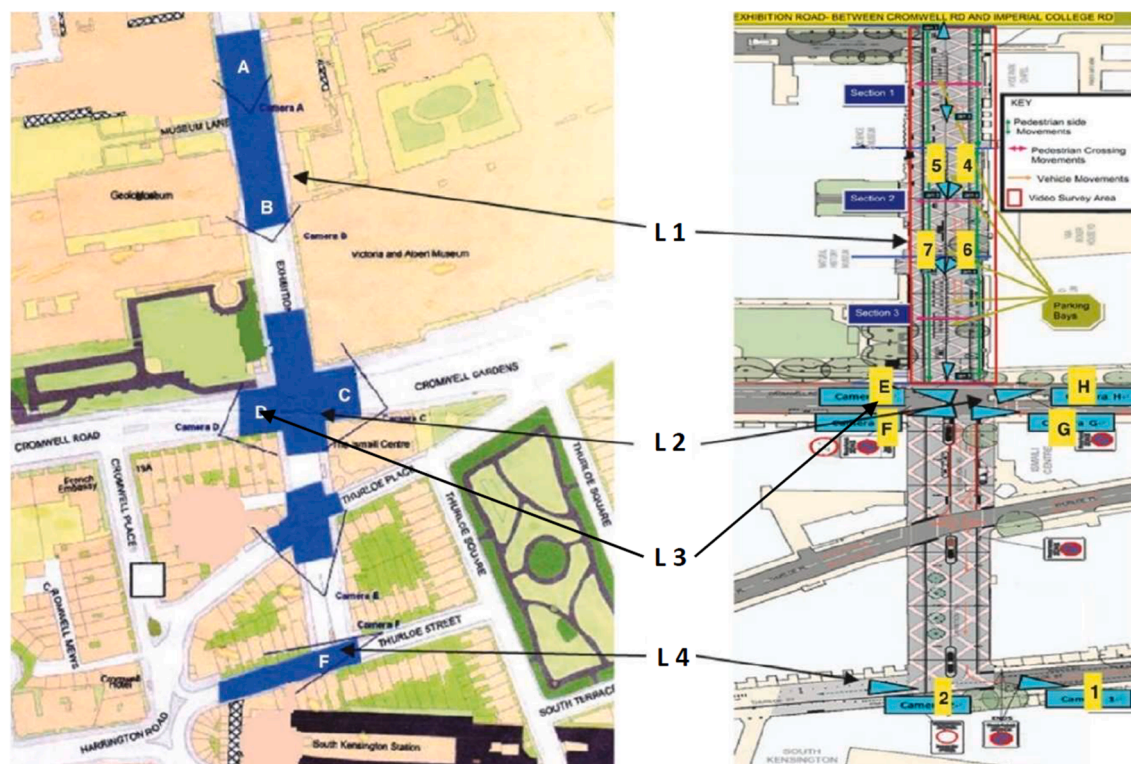 A
Camera A
MUSEUM LANE
B
Camera B
Victoria and Albert Museum
EXHIBITION
C
CROMWELL GARDENS
D
Camera D
Camera C
CROMWELL ROAD
THURLOE PLACE
THURLOE SQUARE
THURLOE SQUARE
French
Embassy
CROMWELL PLACE
CROMWELL MEWS
Camera E
Camera F
THURLOE STREET
F
HARRINGTON ROAD
SOUTH TERRACE
South Kensington Station
L 1
L 2
L 3
L 4
EXHIBITION ROAD- BETWEEN CROMWELL RD AND IMPERIAL COLLEGE RD
Section 1
KEY
Pedestrian side
Movements
Pedestrian Crossing
Movements
Vehicle Movements
Video Survey Area
5
4
Section 2
7
6
Section 3
Parking
Bays
E
H
F
G
ISMAILI
CENTRE
2
1
SOUTH
KENSINGTON